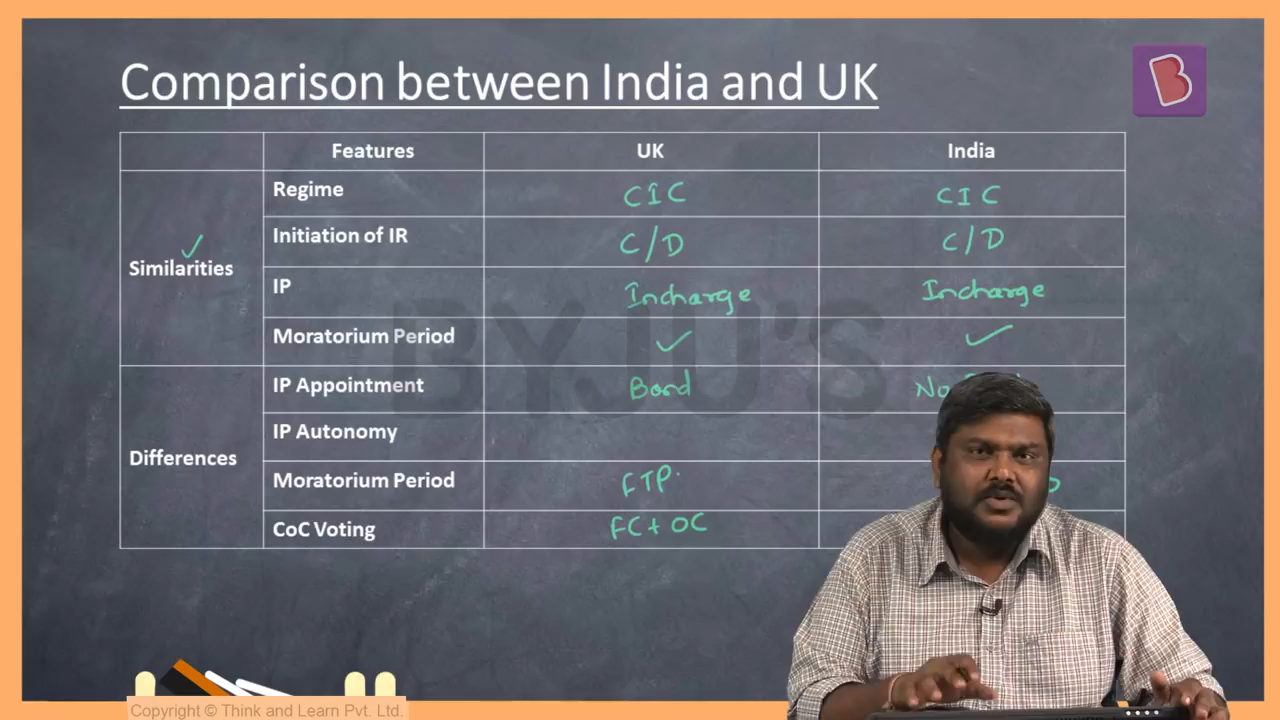 Comparison between India and UK
Features UK India
Similarities
Regime CIC CIC
Initiation of IR C/D C/D
IP Incharge Incharge
Moratorium Period ✓ ✓
Differences
IP Appointment Bond No
IP Autonomy
Moratorium Period FTP.
CoC Voting FC + OC
BYJU'S
Copyright © Think and Learn Pvt. Ltd.